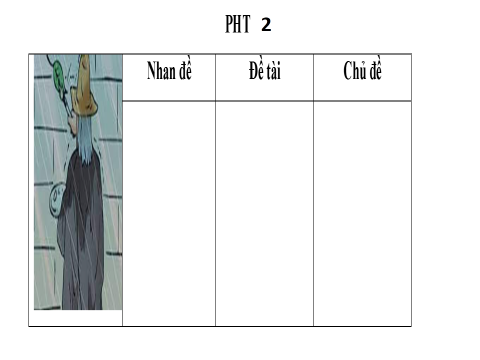 PHT 2
Nhan đề Đề tài Chủ đề